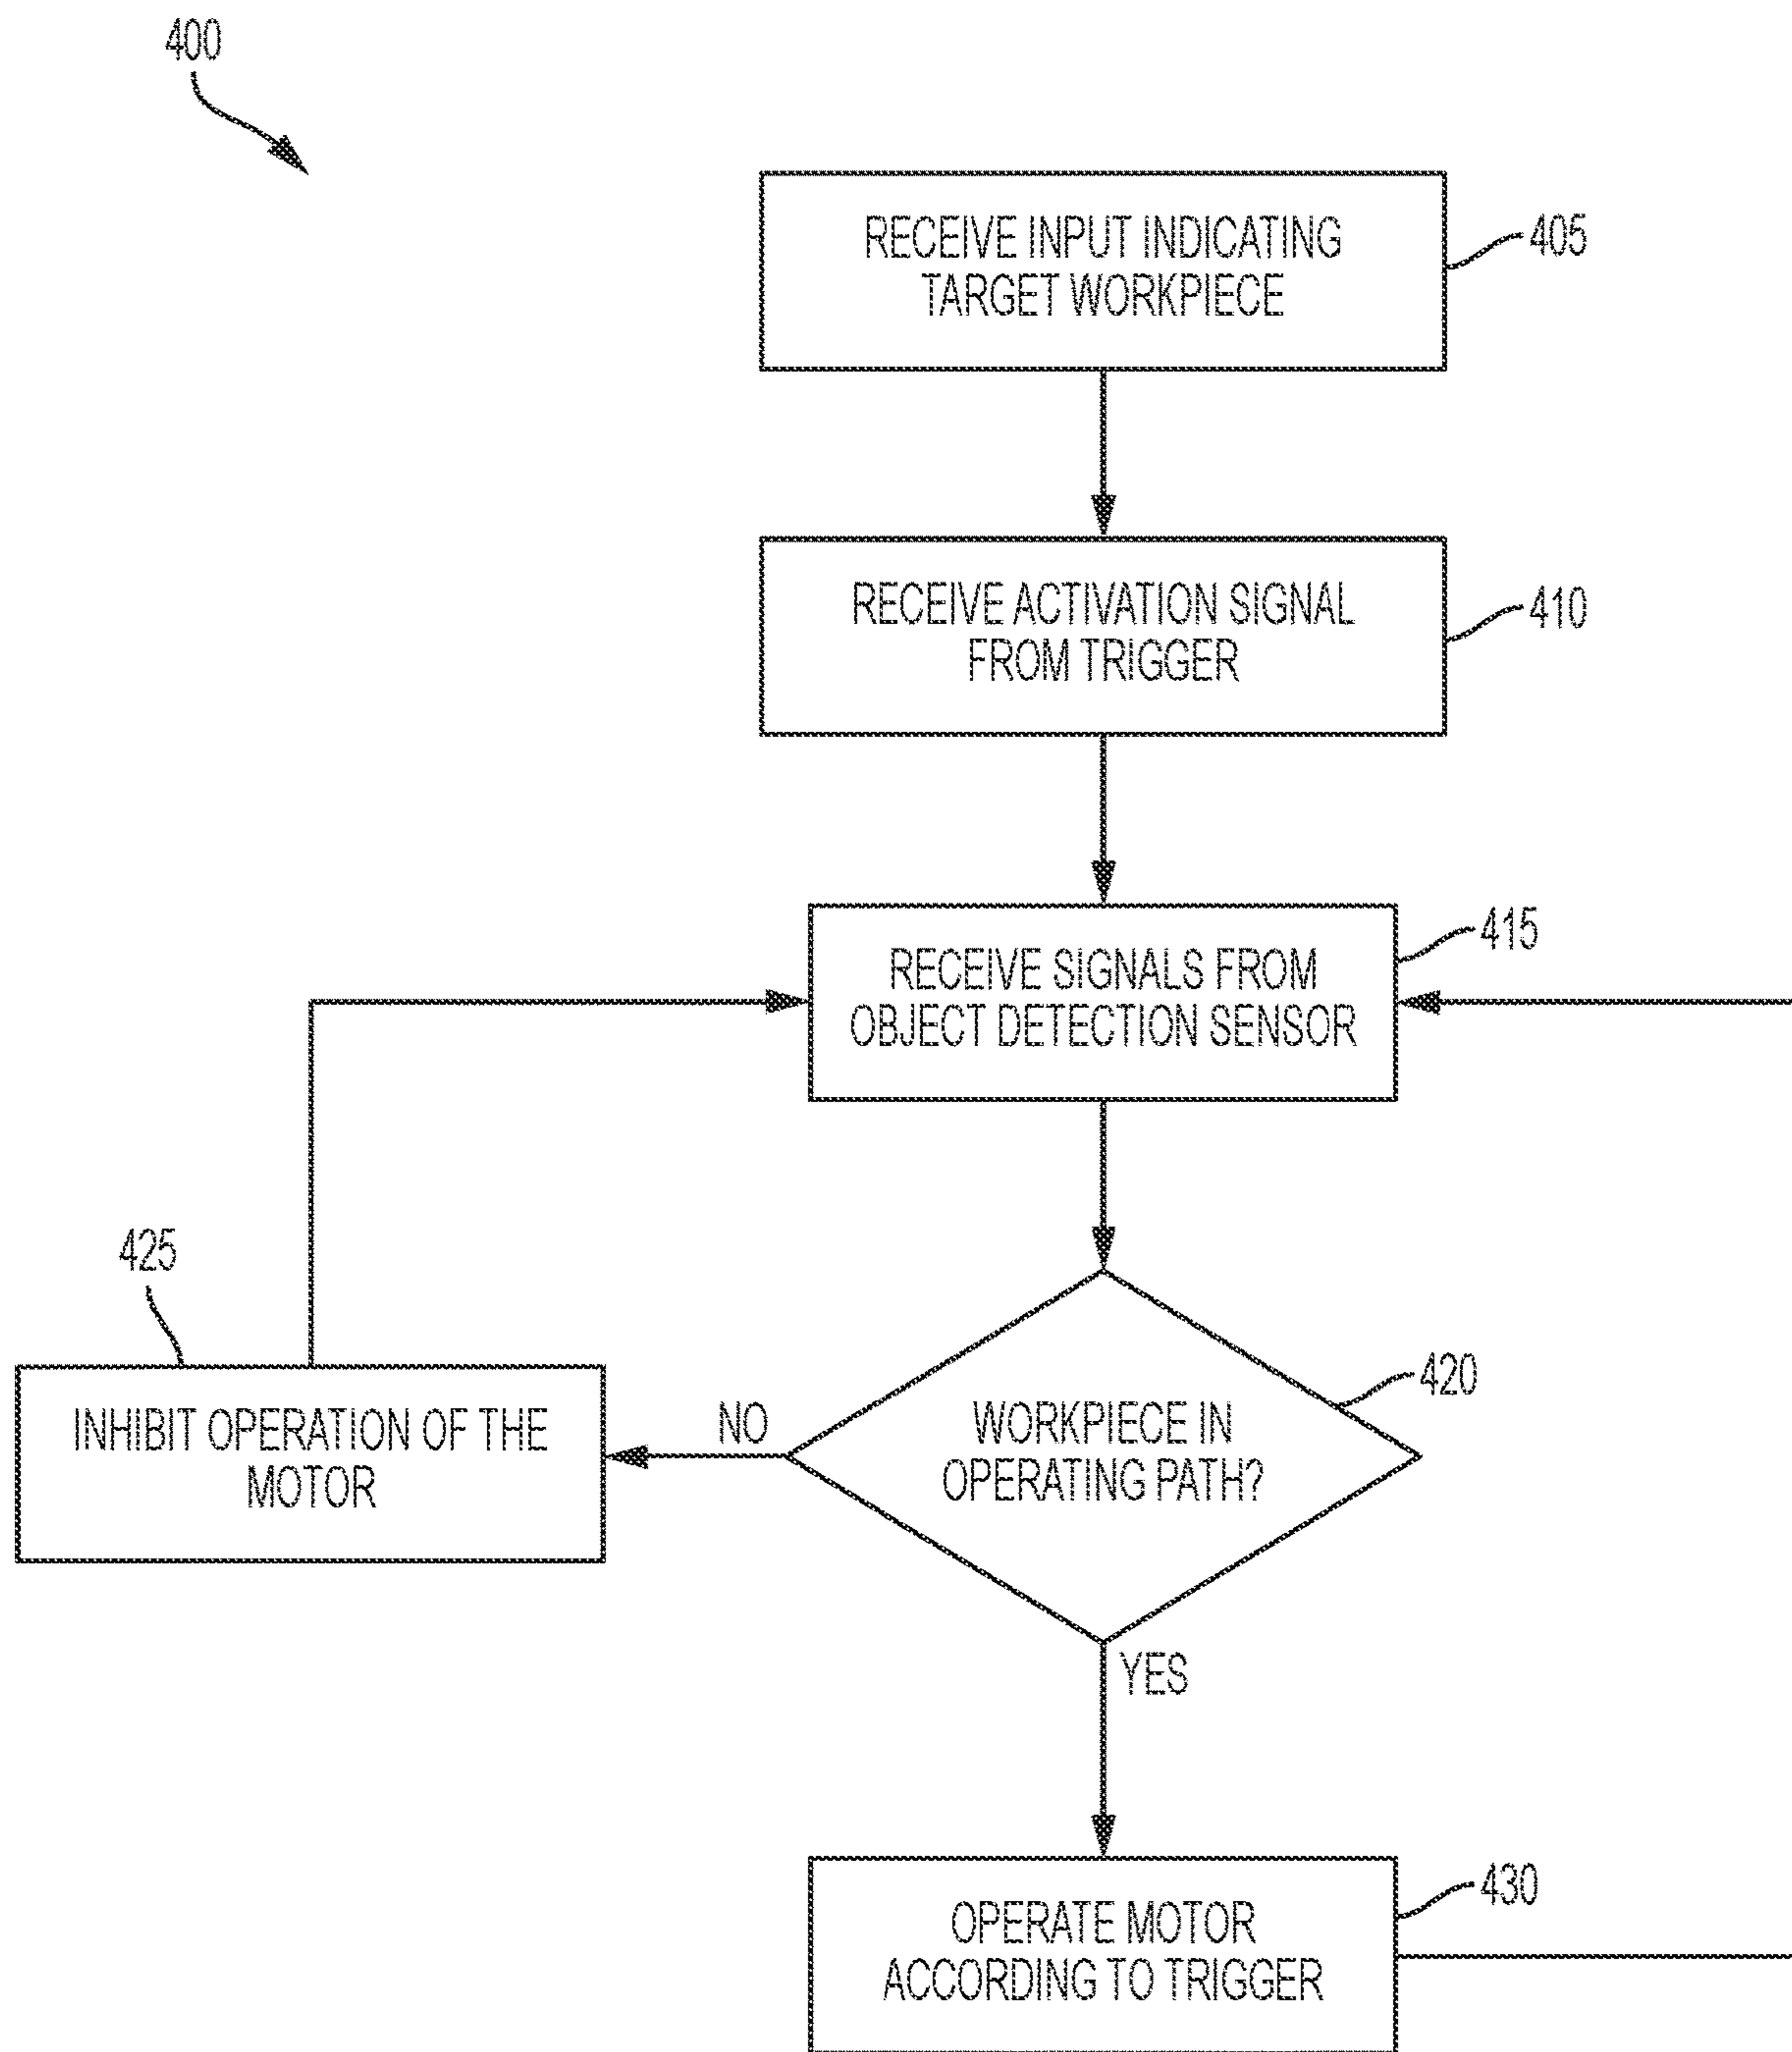 400
RECEIVE INPUT INDICATING
TARGET WORKPIECE
405
RECEIVE ACTIVATION SIGNAL
FROM TRIGGER
410
RECEIVE SIGNALS FROM
OBJECT DETECTION SENSOR
415
425
INHIBIT OPERATION OF THE
MOTOR
NO
WORKPIECE IN
OPERATING PATH?
420
YES
OPERATE MOTOR
ACCORDING TO TRIGGER
430